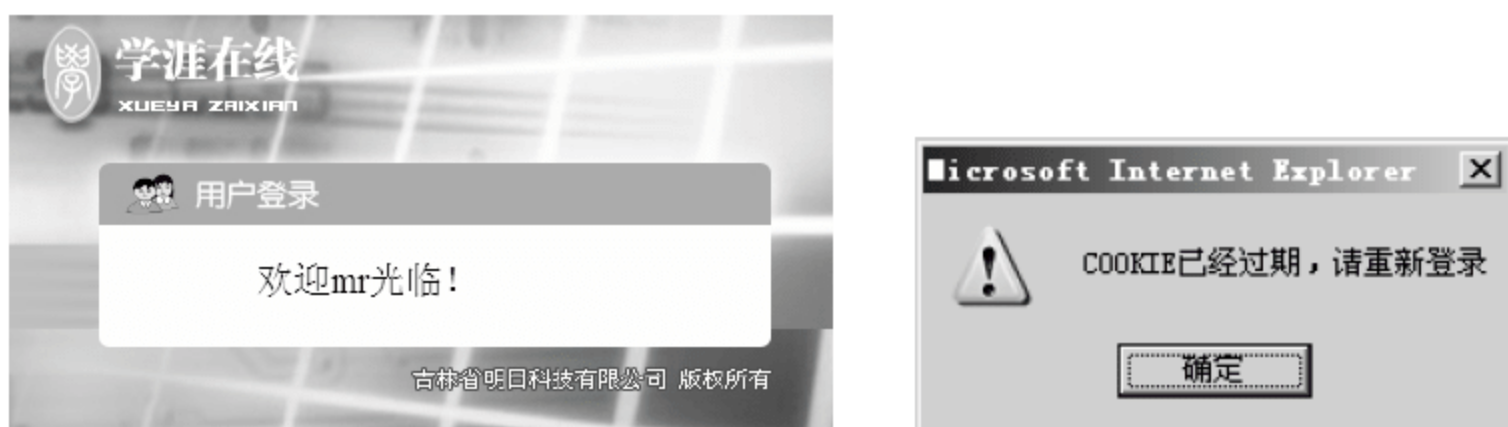 学涯在线
XUEYA ZAIXIAN
用户登录
欢迎mr光临！
吉林省明日科技有限公司 版权所有
Microsoft Internet Explorer
COOKIE已经过期，请重新登录
确定